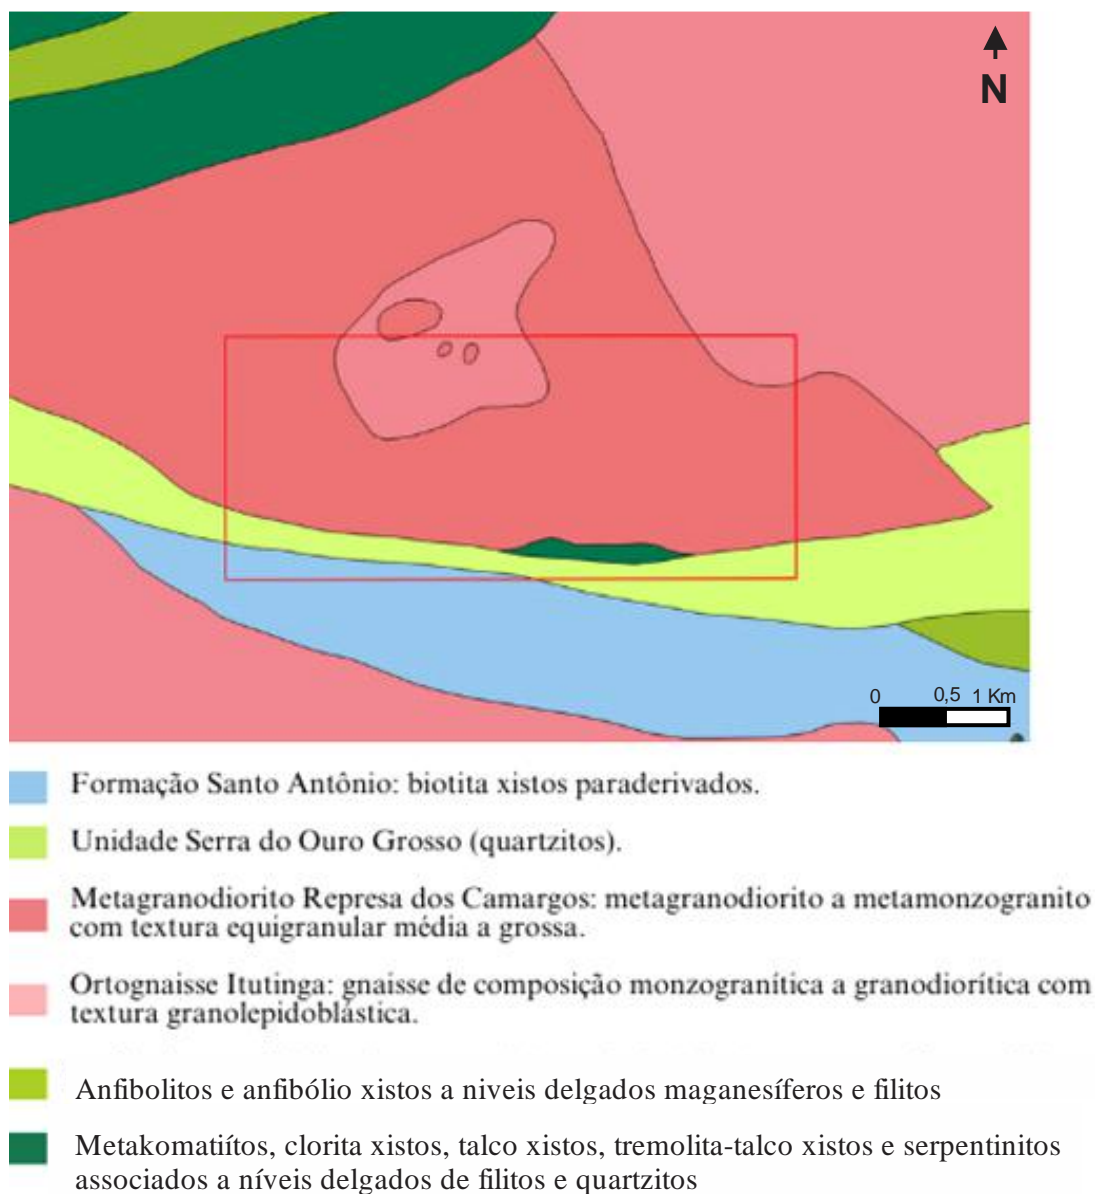 N
0 0,5 1 Km
Formação Santo Antônio: biotita xistos paraderivados.
Unidade Serra do Ouro Grosso (quartzitos).
Metagranodiorito Represa dos Camargos: metagranodiorito a metamonzogranito
com textura equigranular média a grossa.
Ortognaisse Itutinga: gnaisse de composição monzogranítica a granodiorítica com
textura granolepidoblástica.
Anfibolitos e anfibólio xistos a niveis delgados maganesíferos e filitos
Metakomatiítos, clorita xistos, talco xistos, tremolita-talco xistos e serpentinitos
associados a níveis delgados de filitos e quartzitos